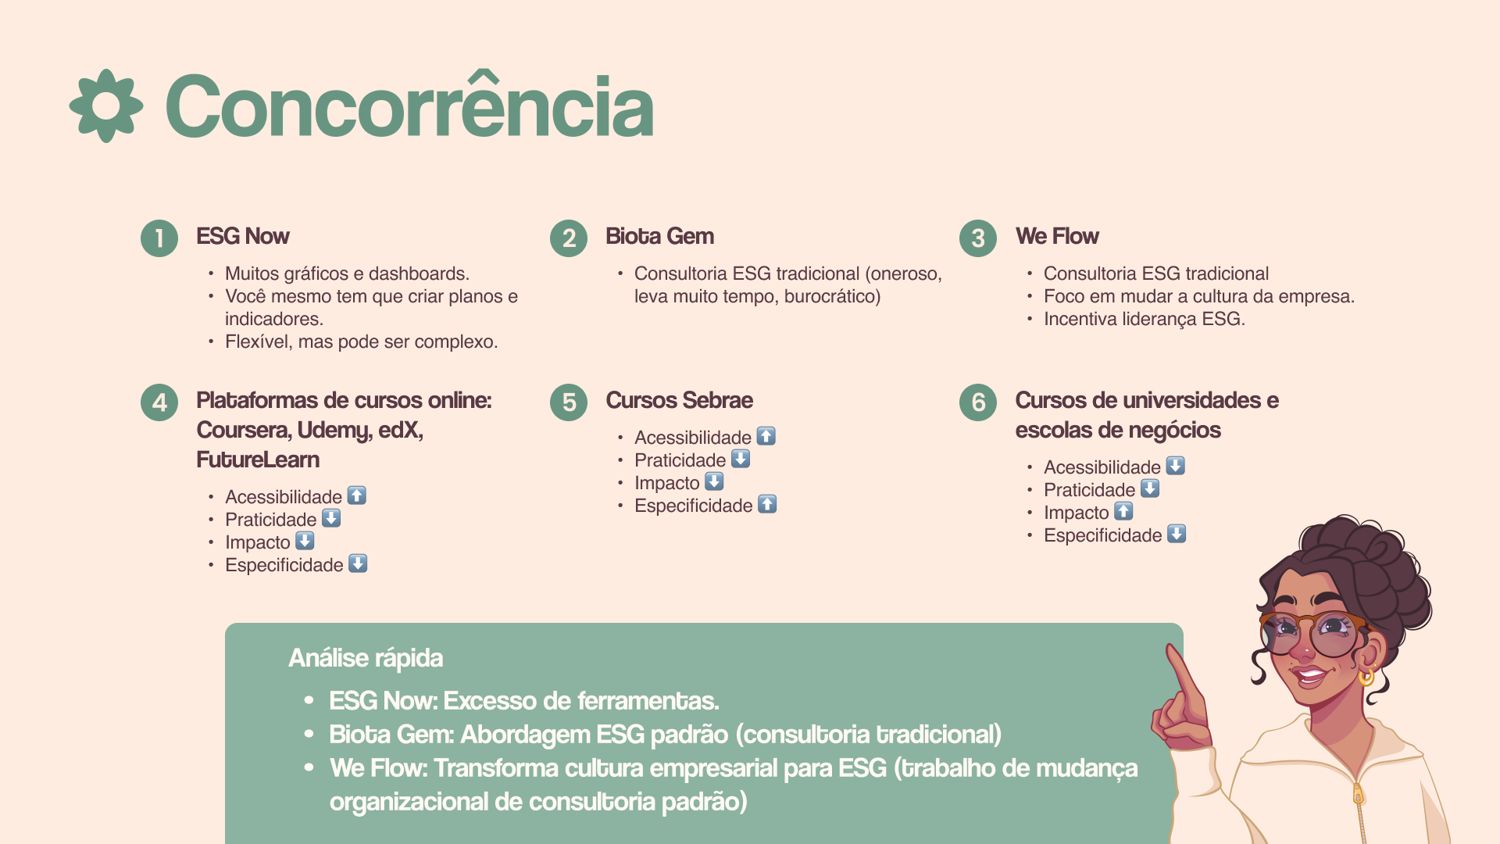 Concorrência
1 ESG Now
• Muitos gráficos e dashboards.
• Você mesmo tem que criar planos e
indicadores.
• Flexível, mas pode ser complexo.
2 Biota Gem
• Consultoria ESG tradicional (oneroso,
leva muito tempo, burocrático)
3 We Flow
• Consultoria ESG tradicional
• Foco em mudar a cultura da empresa.
• Incentiva liderança ESG.
4 Plataformas de cursos online:
Coursera, Udemy, edX,
FutureLearn
• Acessibilidade ⬆️
• Praticidade ⬇️
• Impacto ⬇️
• Especificidade ⬇️
5 Cursos Sebrae
• Acessibilidade ⬆️
• Praticidade ⬇️
• Impacto ⬇️
• Especificidade ⬆️
6 Cursos de universidades e
escolas de negócios
• Acessibilidade ⬇️
• Praticidade ⬇️
• Impacto ⬆️
• Especificidade ⬇️
Análise rápida
• ESG Now: Excesso de ferramentas.
• Biota Gem: Abordagem ESG padrão (consultoria tradicional)
• We Flow: Transforma cultura empresarial para ESG (trabalho de mudança
organizacional de consultoria padrão)